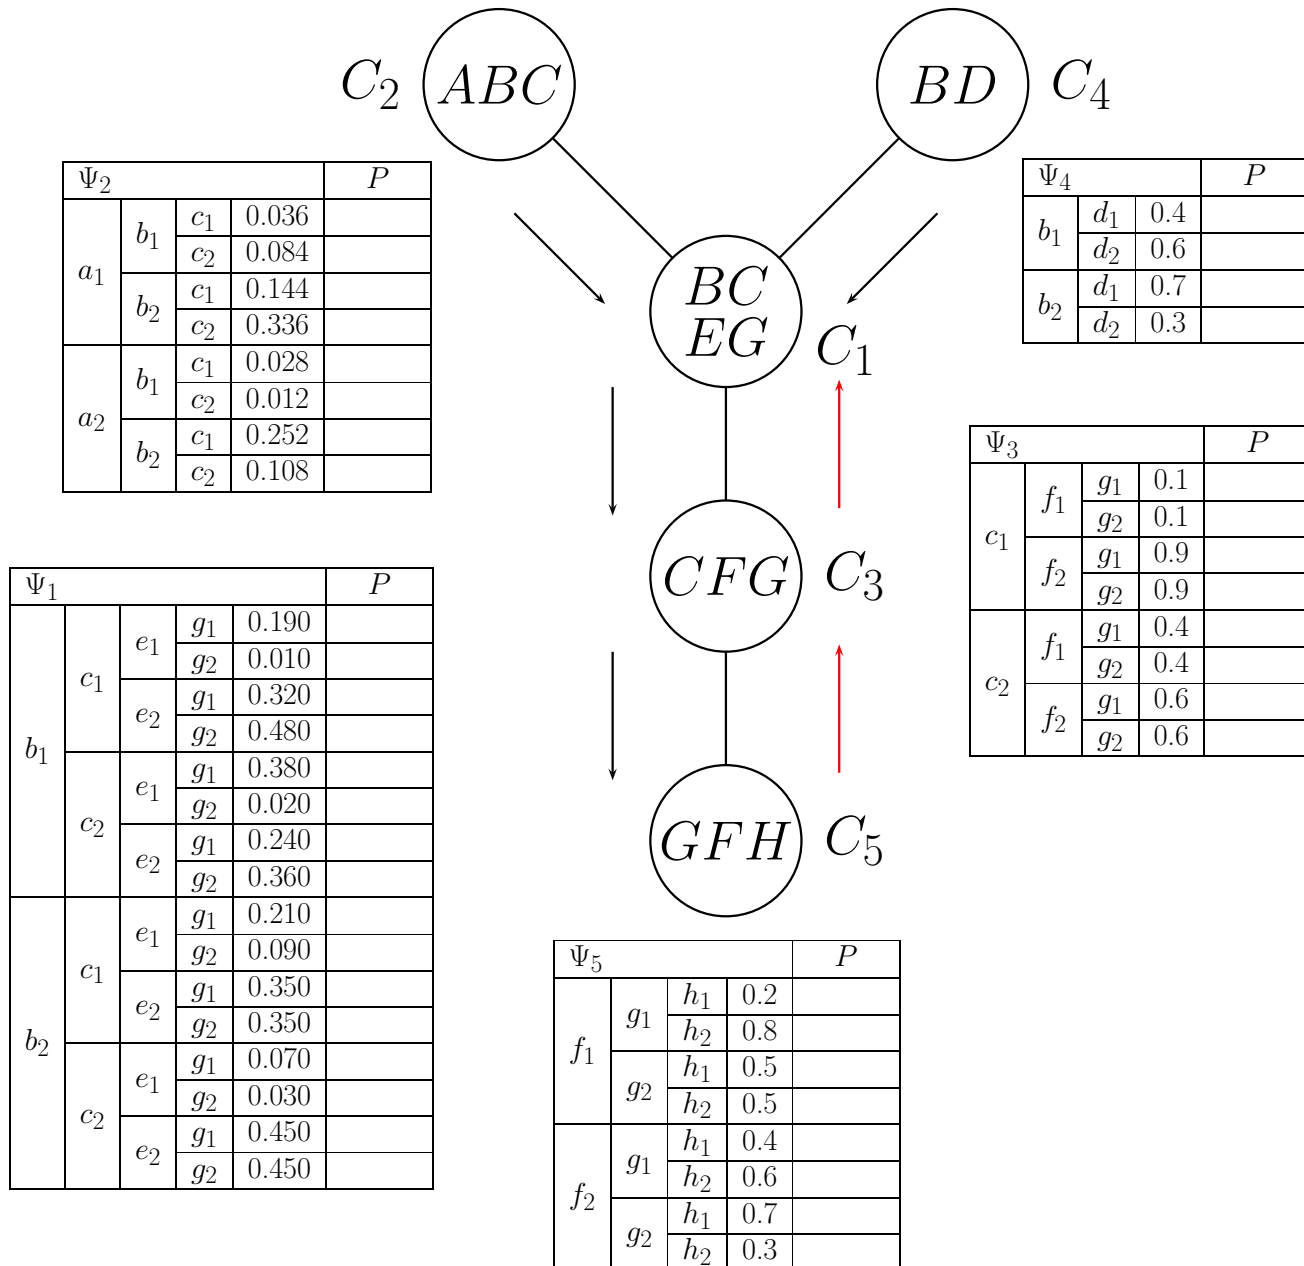 C2 ABC BD C4
BC
EG C1
CFG C3
GFH C5
Ψ2 P
a1 b1 c1 0.036
c2 0.084
b2 c1 0.144
c2 0.336
a2 b1 c1 0.028
c2 0.012
b2 c1 0.252
c2 0.108
Ψ4 P
b1 d1 0.4
d2 0.6
b2 d1 0.7
d2 0.3
Ψ3 P
c1 f1 g1 0.1
g2 0.1
f2 g1 0.9
g2 0.9
c2 f1 g1 0.4
g2 0.4
f2 g1 0.6
g2 0.6
Ψ1 P
b1 c1 e1 g1 0.190
g2 0.010
e2 g1 0.320
g2 0.480
c2 e1 g1 0.380
g2 0.020
e2 g1 0.240
g2 0.360
b2 c1 e1 g1 0.210
g2 0.090
e2 g1 0.350
g2 0.350
c2 e1 g1 0.070
g2 0.030
e2 g1 0.450
g2 0.450
Ψ5 P
f1 g1 h1 0.2
h2 0.8
g2 h1 0.5
h2 0.5
f2 g1 h1 0.4
h2 0.6
g2 h1 0.7
h2 0.3